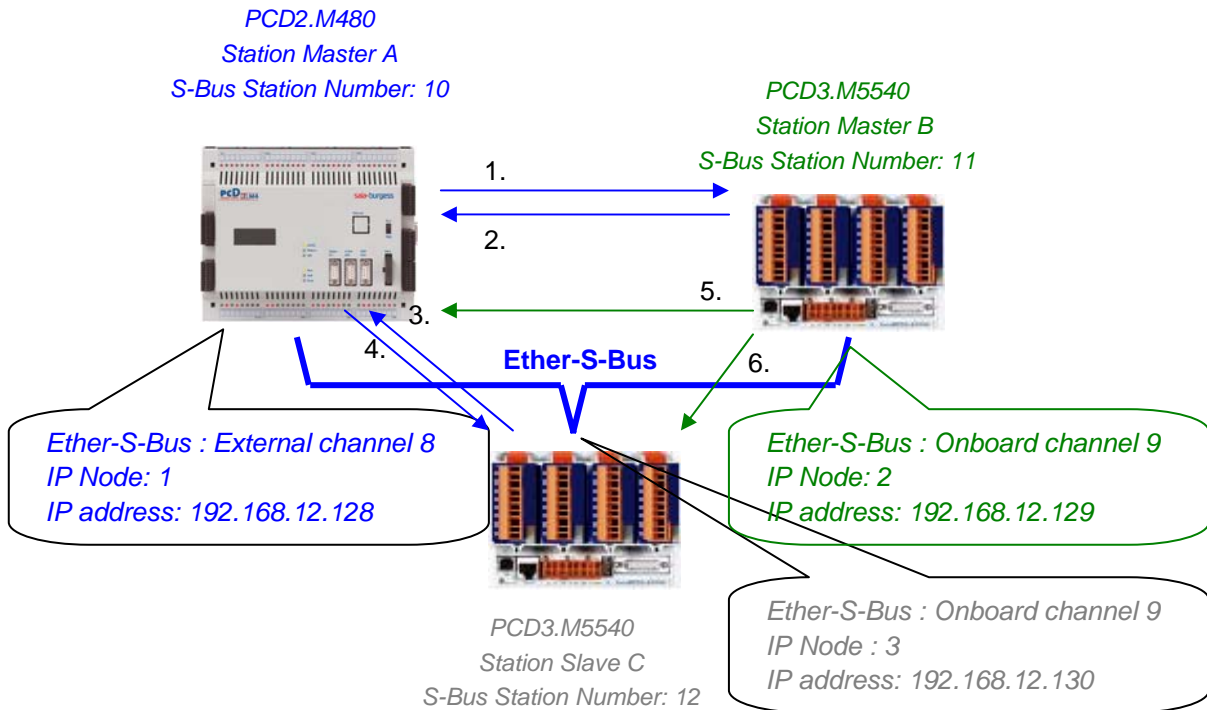 PCD2.M480
Station Master A
S-Bus Station Number: 10
PCD3.M5540
Station Master B
S-Bus Station Number: 11
PCD
saia-burgess
1.
2.
3.
4.
5.
6.
Ether-S-Bus
Ether-S-Bus : External channel 8
IP Node: 1
IP address: 192.168.12.128
Ether-S-Bus : Onboard channel 9
IP Node: 2
IP address: 192.168.12.129
Ether-S-Bus : Onboard channel 9
IP Node : 3
IP address: 192.168.12.130
PCD3.M5540
Station Slave C
S-Bus Station Number: 12